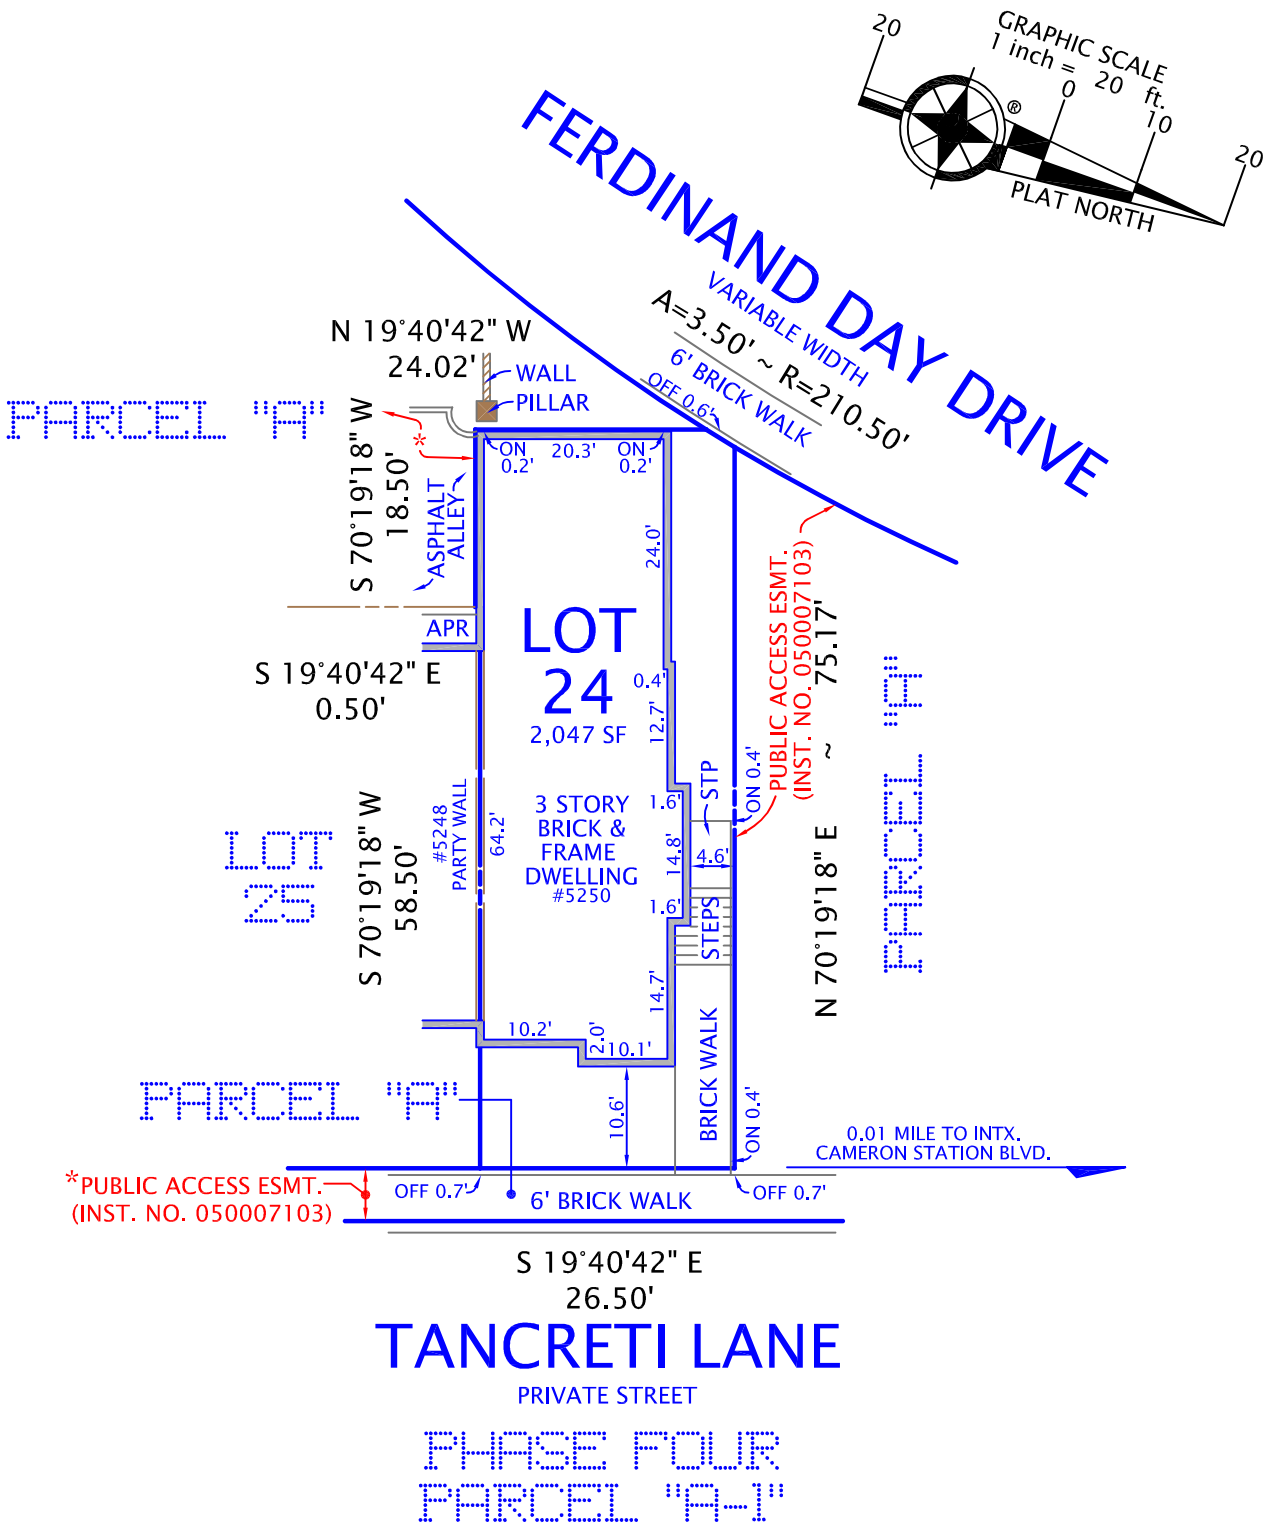 20
GRAPHIC SCALE
1 inch = 20 ft.
0
10
20
®
PLAT NORTH
FERDINAND DAY DRIVE
VARIABLE WIDTH
A=3.50' ~ R=210.50'
6' BRICK WALK
OFF 0.6'
N 19°40'42" W
24.02'
WALL
PILLAR
PARCEL "A"
S 70°19'18" W
18.50'
*
ASPHALT
ALLEY
ON
0.2'
20.3'
ON
0.2'
24.0'
PUBLIC ACCESS ESMT.
(INST. NO. 050007103)
APR
LOT
24
2,047 SF
0.4'
12.7'
S 19°40'42" E
0.50'
N 70°19'18" E ~ 75.17'
PARCEL "A"
STP
ON 0.4'
1.6'
3 STORY
BRICK &
FRAME
DWELLING
#5250
#5248
PARTY WALL
64.2'
14.8'
4.6'
LOT
25
S 70°19'18" W
58.50'
1.6'
STEPS
14.7'
10.2'
2.0'
10.1'
BRICK WALK
PARCEL "A"
10.6'
ON 0.4'
0.01 MILE TO INTX.
CAMERON STATION BLVD.
*PUBLIC ACCESS ESMT.
(INST. NO. 050007103)
OFF 0.7'
6' BRICK WALK
OFF 0.7'
S 19°40'42" E
26.50'
TANCRETI LANE
PRIVATE STREET
PHASE FOUR
PARCEL "A-1"